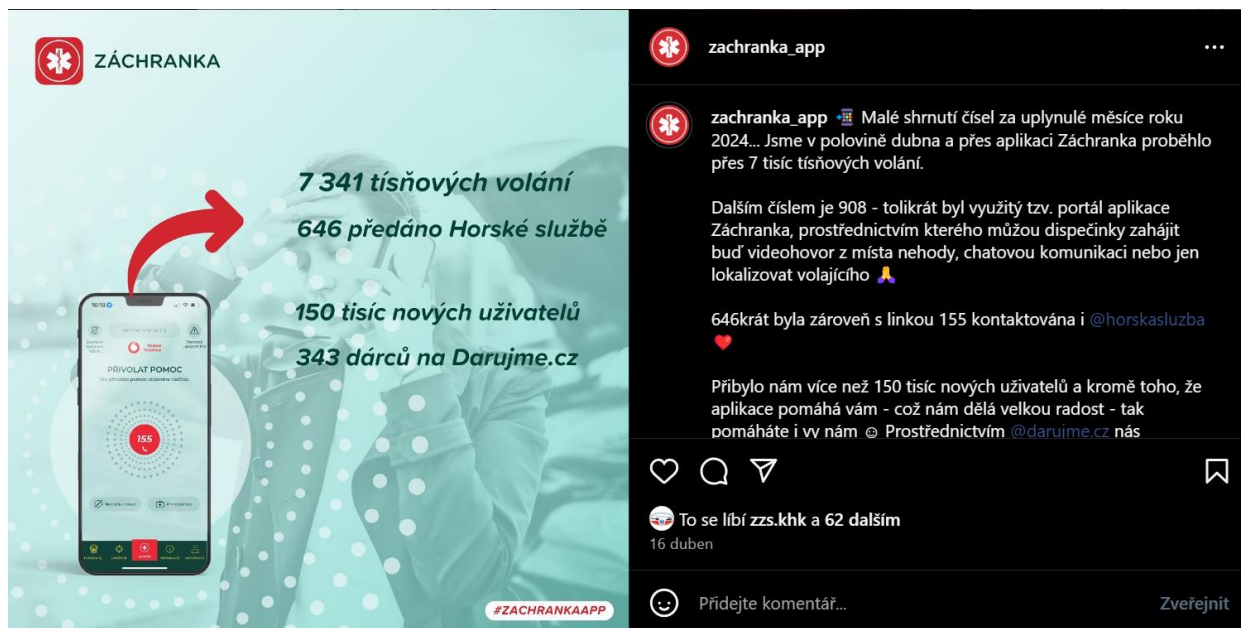 ZÁCHRANKA
7 341 tísňových volání
646 předáno Horské službě
150 tisíc nových uživatelů
343 dárců na Darujme.cz
PŘIVOLAT POMOC
155
#ZACHRANKAAPP
zachranka_app
zachranka_app 📲 Malé shrnutí čísel za uplynulé měsíce roku
2024... Jsme v polovině dubna a přes aplikaci Záchranka proběhlo
přes 7 tisíc tísňových volání.
Dalším číslem je 908 - tolikrát byl využitý tzv. portál aplikace
Záchranka, prostřednictvím kterého můžou dispečinky zahájit
buď videohovor z místa nehody, chatovou komunikaci nebo jen
lokalizovat volajícího 🙏
646krát byla zároveň s linkou 155 kontaktována i @horskasluzba
❤️
Přibylo nám více než 150 tisíc nových uživatelů a kromě toho, že
aplikace pomáhá vám - což nám dělá velkou radost - tak
pomáháte i vy nám ☺ Prostřednictvím @darujme.cz nás
To se líbí zzs.khk a 62 dalším
16 duben
Přidejte komentář...
Zveřejnit